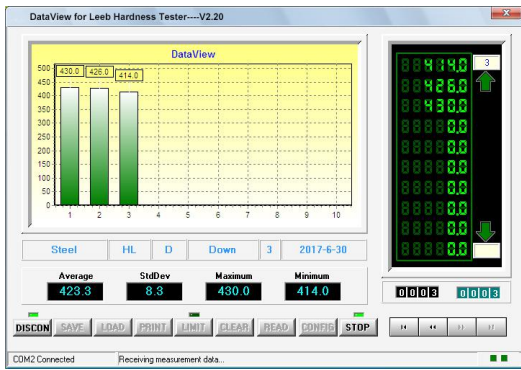 DataView for Leeb Hardness Tester----V2.20
DataView
500
450
400
350
300
250
200
150
100
50
0
430.0 426.0 414.0
1 2 3 4 5 6 7 8 9 10
Steel HL D Down 3 2017-6-30
Average StdDev Maximum Minimum
423.3 8.3 430.0 414.0
DISCON SAVE LOAD PRINT LIMIT CLEAR READ CONFIG STOP
COM2 Connected Receiving measurement data...
3
414.0
426.0
430.0
0.0
0.0
0.0
0.0
0.0
0.0
0.0
0003 0003